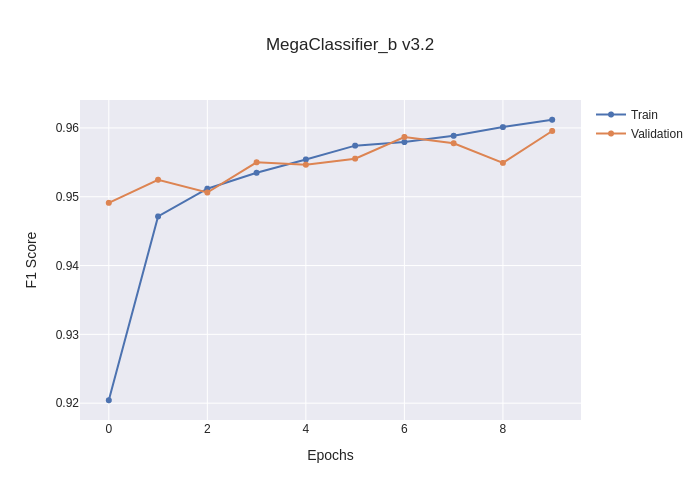 MegaClassifier_b v3.2
Train
Validation
0.96
0.95
0.94
0.93
0.92
F1 Score
0 2 4 6 8
Epochs